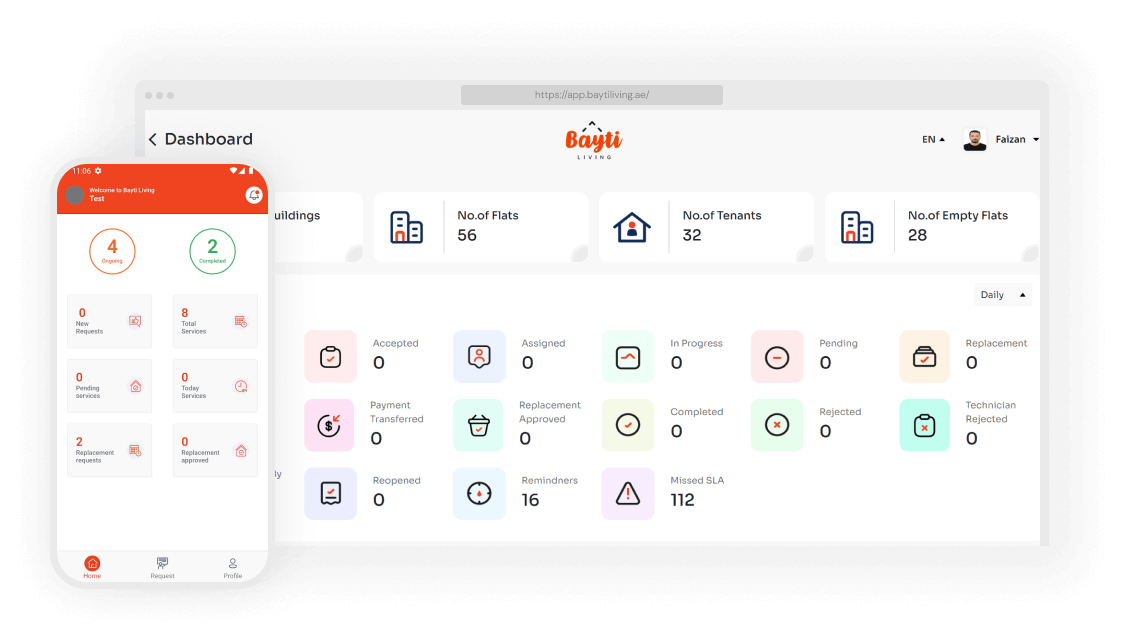 https://app.baytiliving.ae/
Dashboard
Bayti
LIVING
EN
Faizan
uildings
No.of Flats
56
No.of Tenants
32
No.of Empty Flats
28
Daily
Accepted
0
Assigned
0
In Progress
0
Pending
0
Replacement
0
Payment
Transferred
0
Replacement
Approved
0
Completed
0
Rejected
0
Technician
Rejected
0
ly
Reopened
0
Remindners
16
Missed SLA
112
11:06
Welcome to Bayti Living
Test
4
Ongoing
2
Completed
0
New
Requests
8
Total
Services
0
Pending
services
0
Today
Services
2
Replacement
requests
0
Replacement
approved
Home
Request
Profile